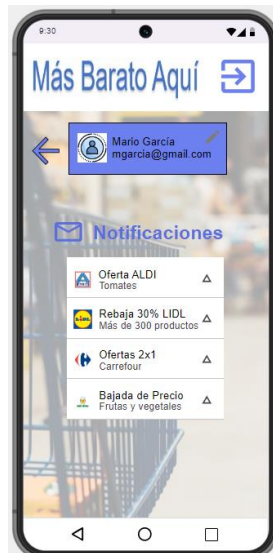 9:30
Más Barato Aquí
Mario García
mgarcia@gmail.com
Notificaciones
Oferta ALDI
Tomates
Rebaja 30% LIDL
Más de 300 productos
Ofertas 2x1
Carrefour
Bajada de Precio
Frutas y vegetales